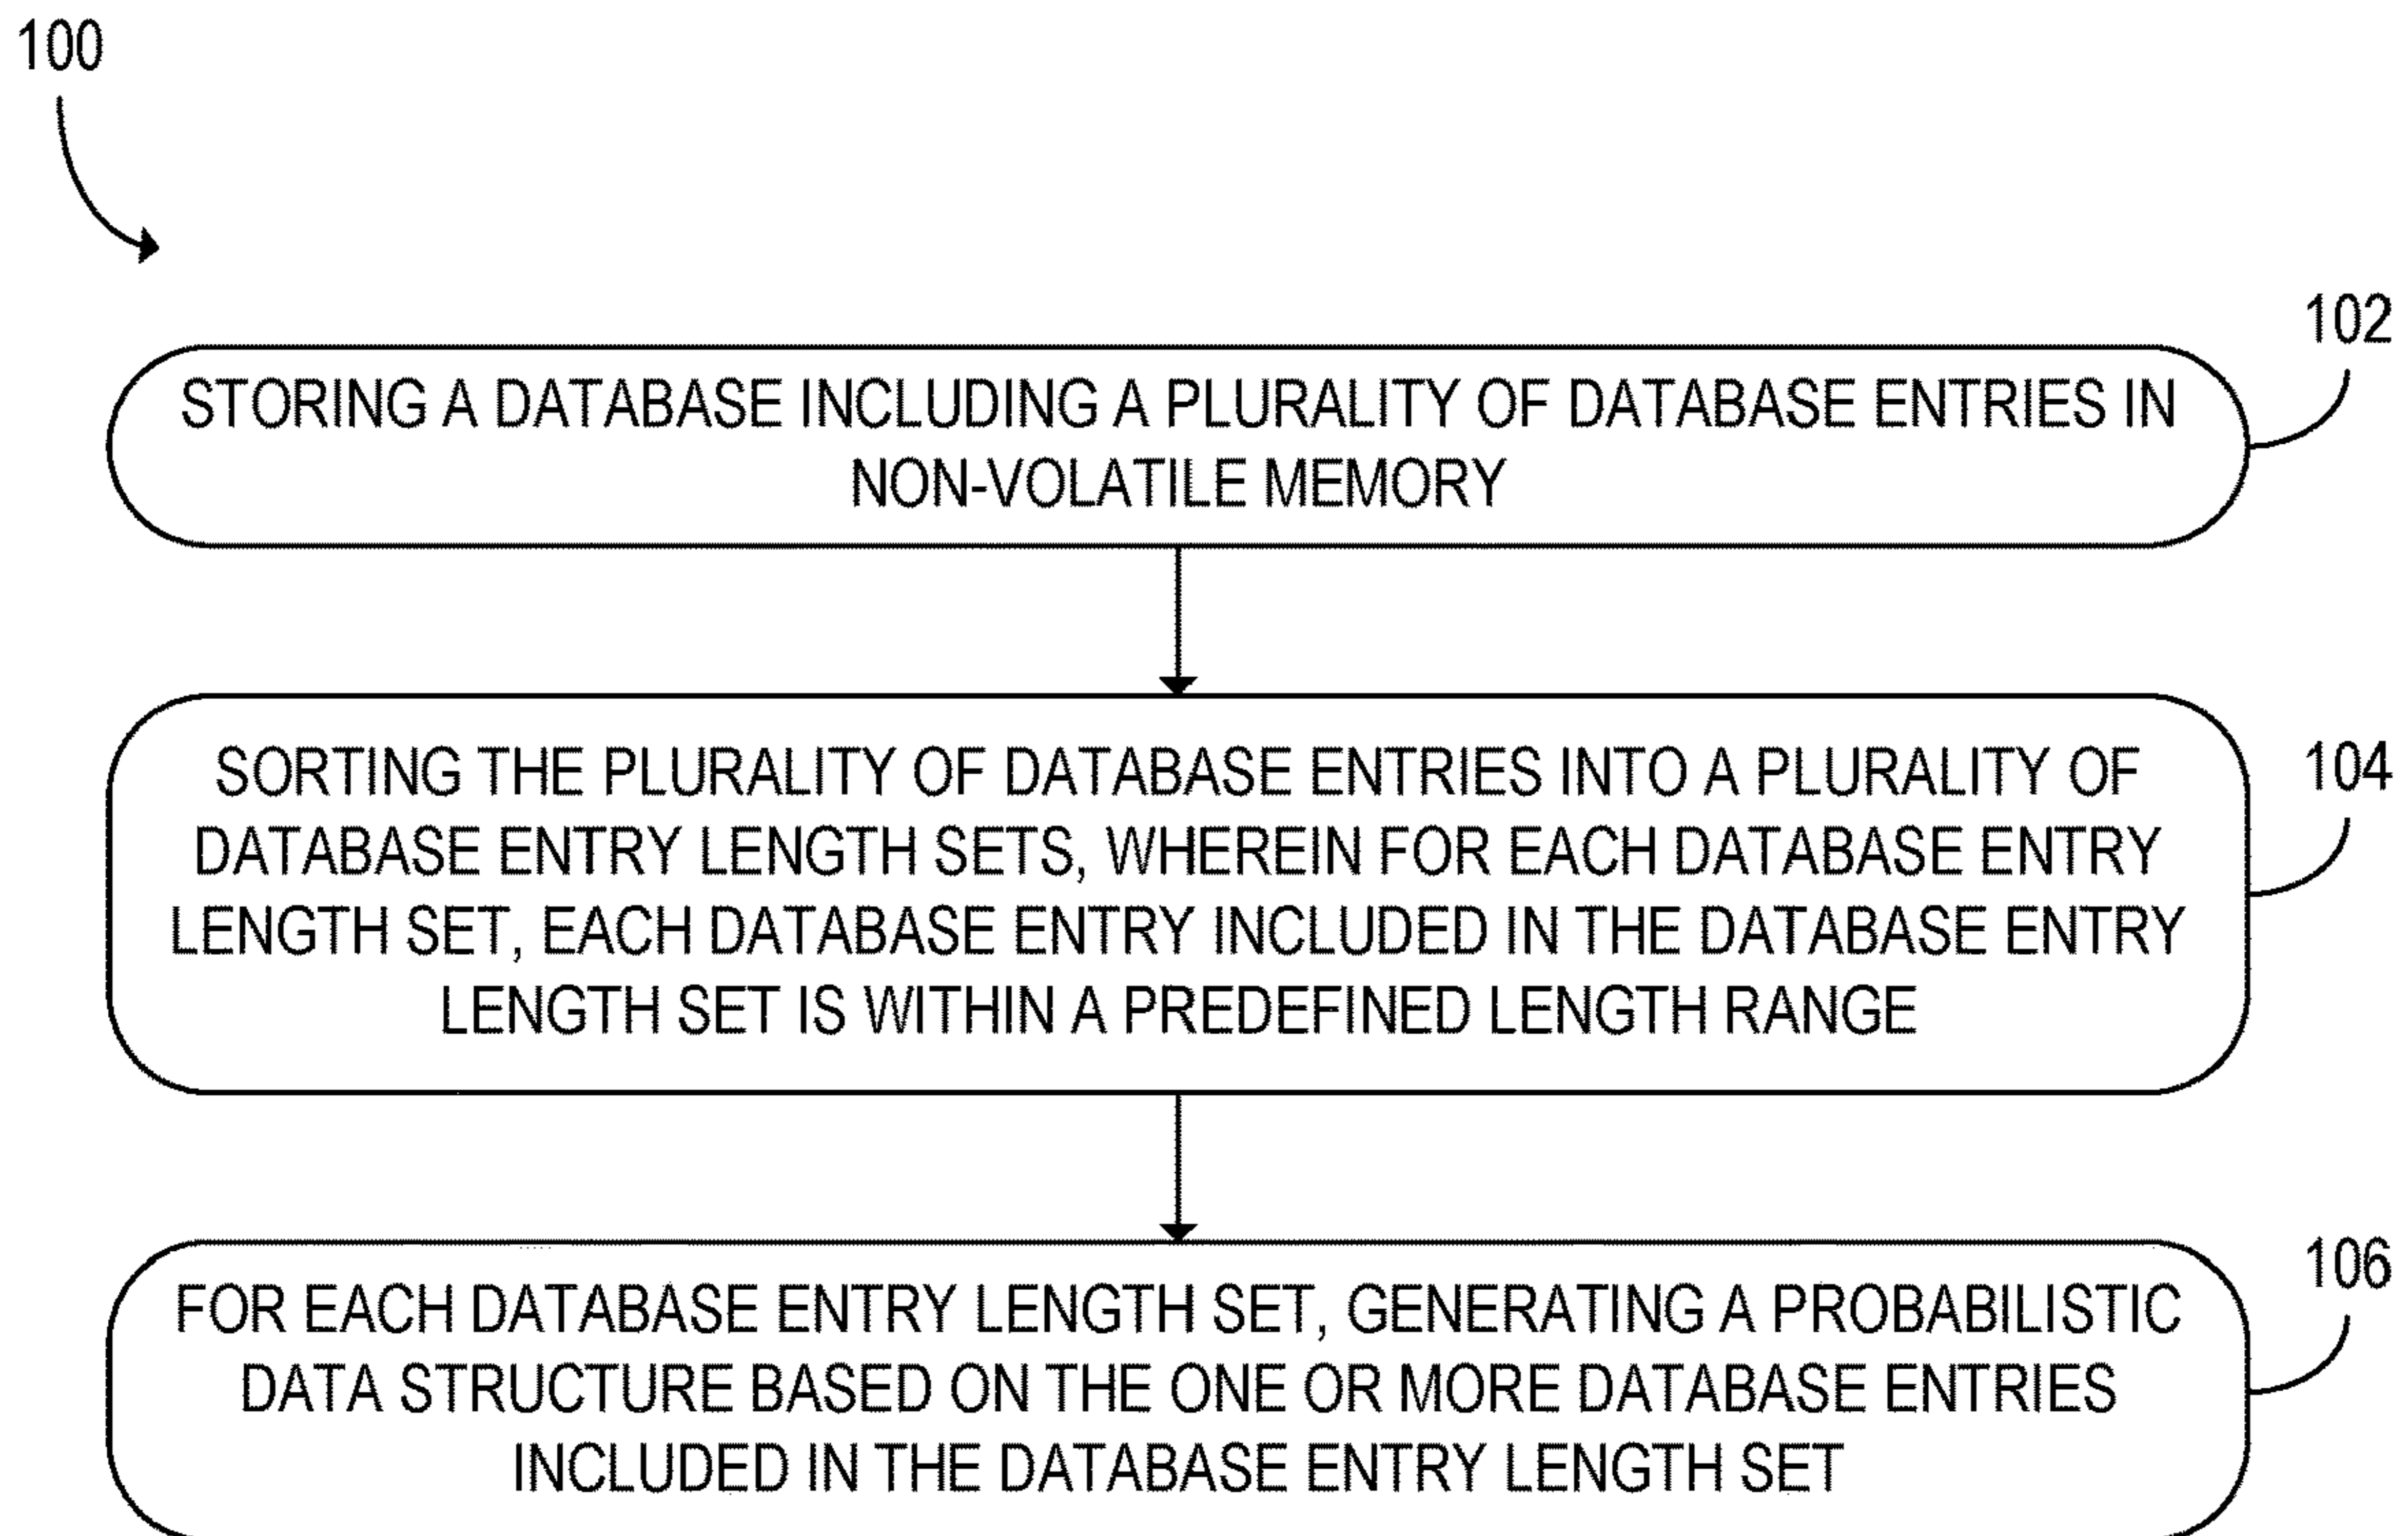 100
102
STORING A DATABASE INCLUDING A PLURALITY OF DATABASE ENTRIES IN
NON-VOLATILE MEMORY
104
SORTING THE PLURALITY OF DATABASE ENTRIES INTO A PLURALITY OF
DATABASE ENTRY LENGTH SETS, WHEREIN FOR EACH DATABASE ENTRY
LENGTH SET, EACH DATABASE ENTRY INCLUDED IN THE DATABASE ENTRY
LENGTH SET IS WITHIN A PREDEFINED LENGTH RANGE
106
FOR EACH DATABASE ENTRY LENGTH SET, GENERATING A PROBABILISTIC
DATA STRUCTURE BASED ON THE ONE OR MORE DATABASE ENTRIES
INCLUDED IN THE DATABASE ENTRY LENGTH SET